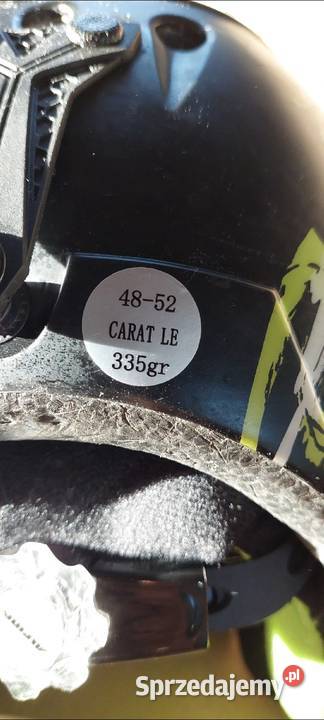 48-52
CARAT LE
335gr
Sprzedajemy.pl